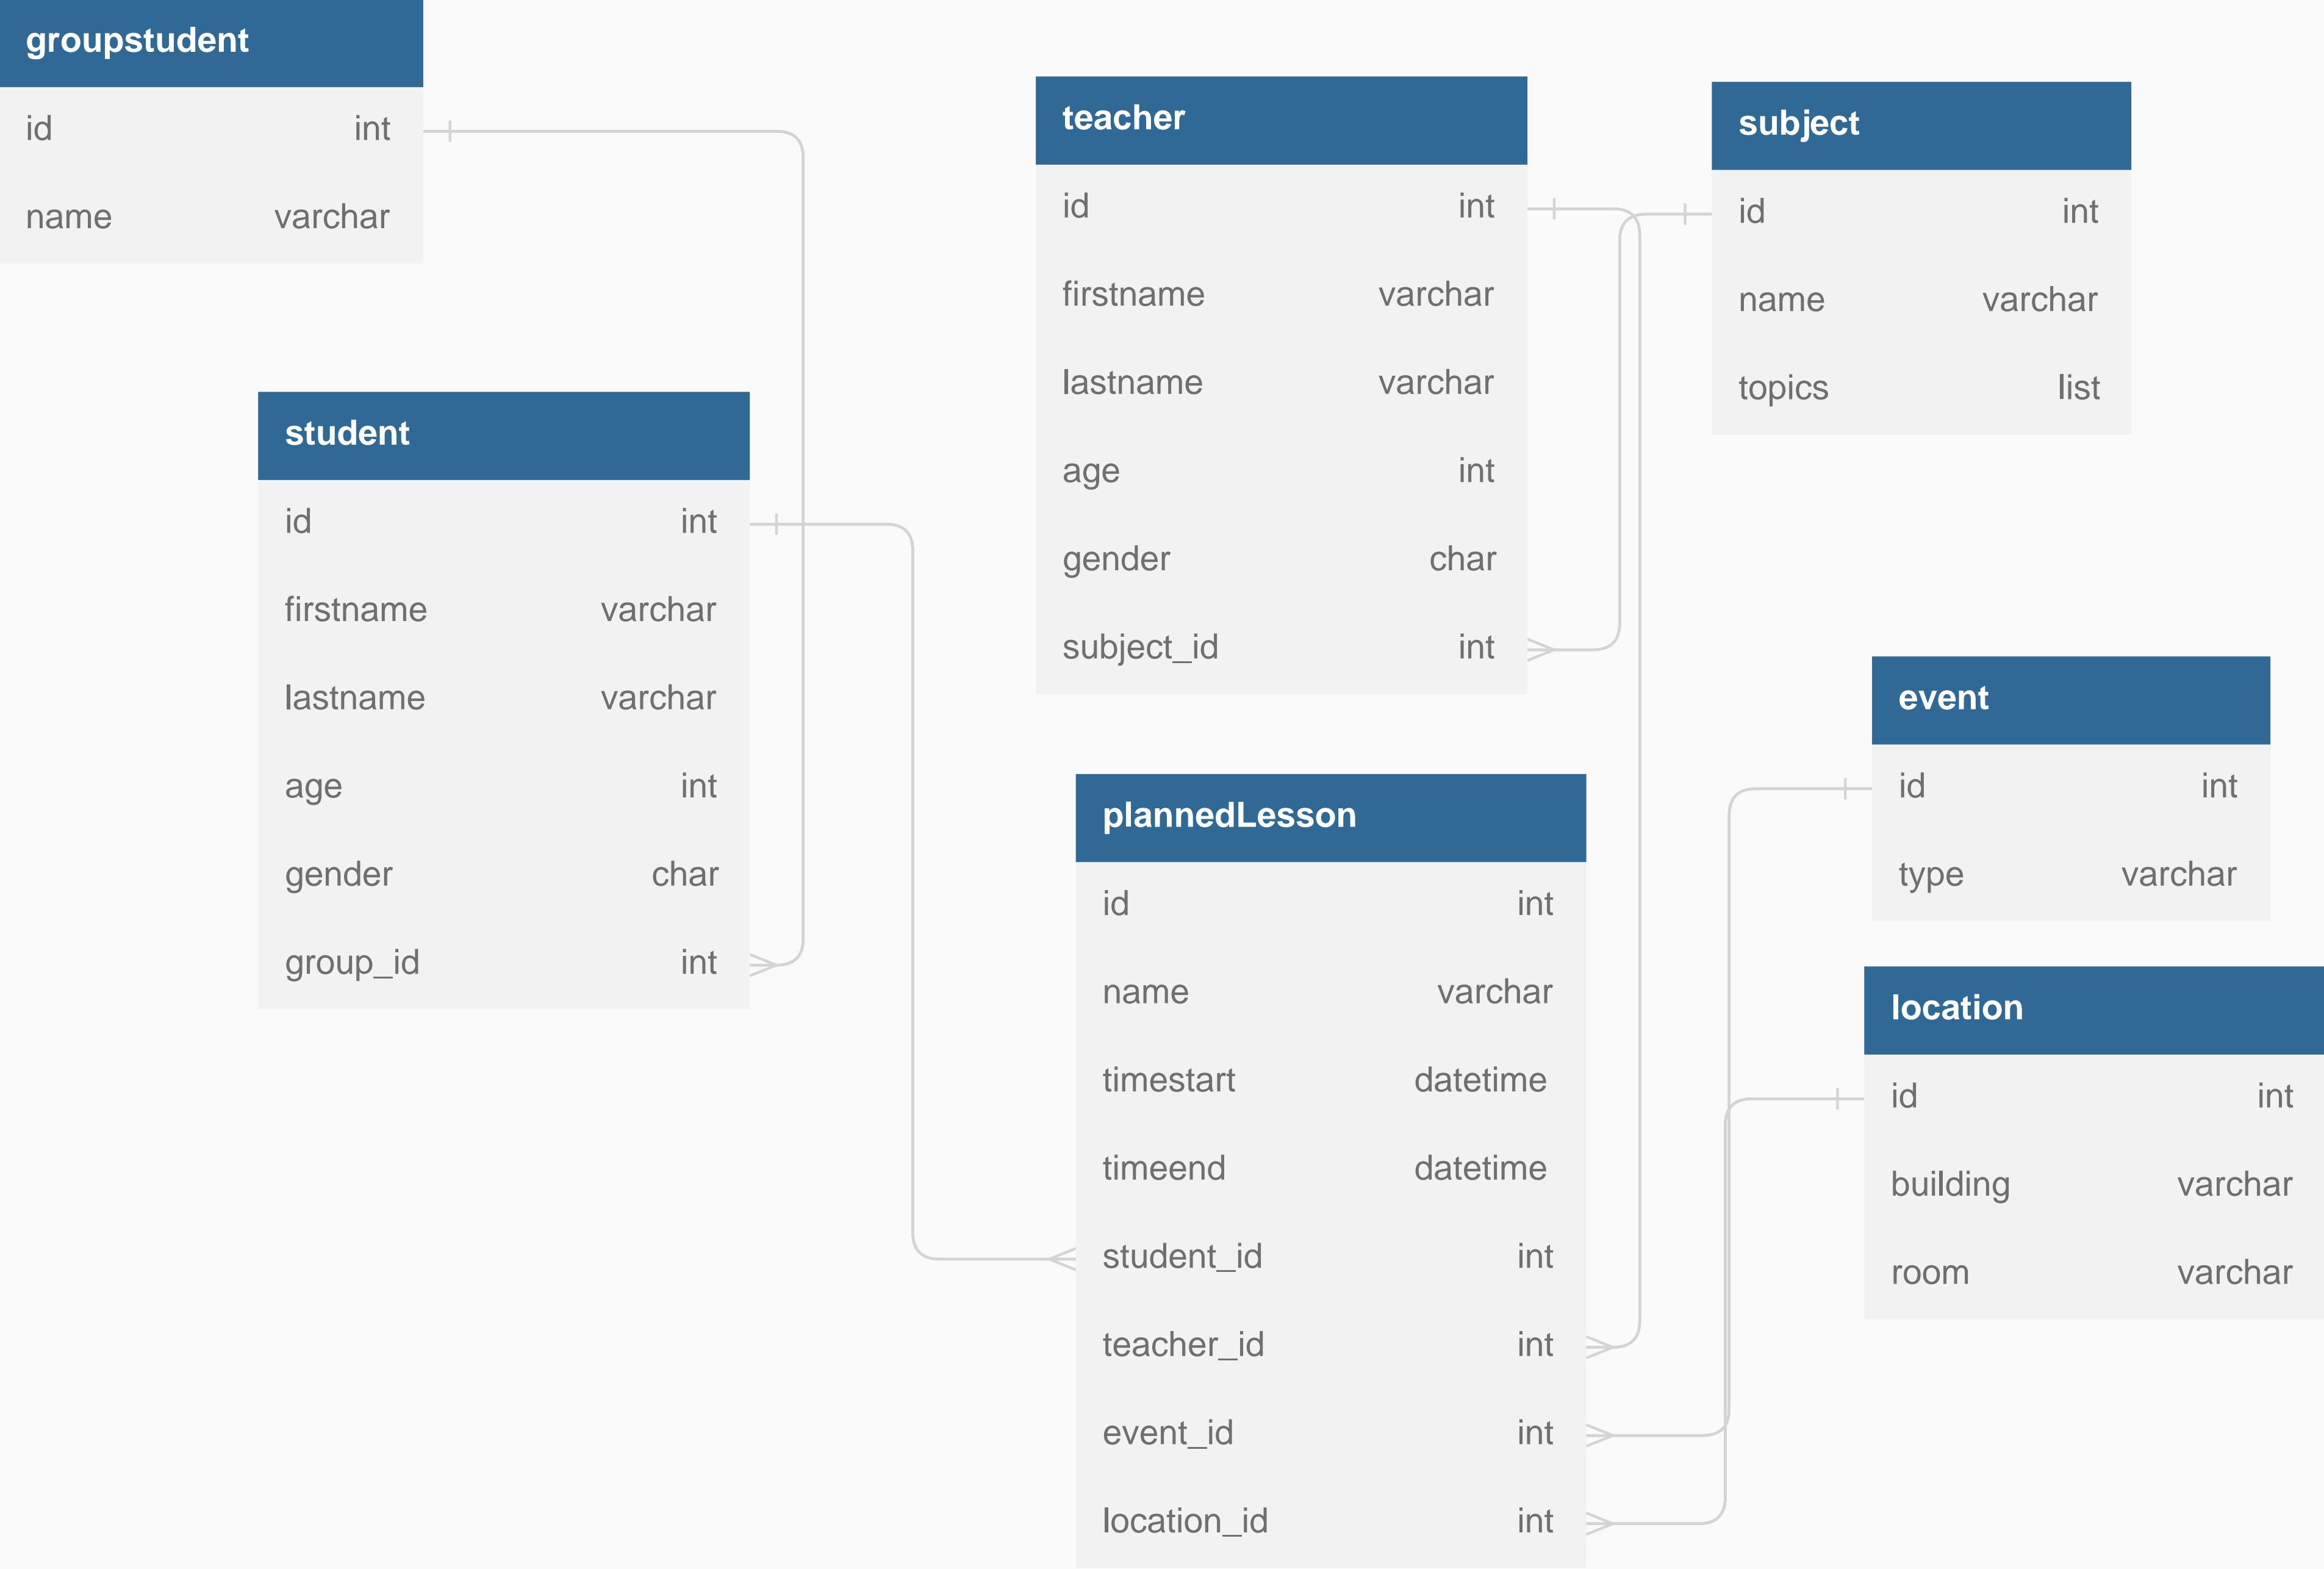 groupstudent
id int
name varchar
student
id int
firstname varchar
lastname varchar
age int
gender char
group_id int
teacher
id int
firstname varchar
lastname varchar
age int
gender char
subject_id int
subject
id int
name varchar
topics list
plannedLesson
id int
name varchar
timestart datetime
timeend datetime
student_id int
teacher_id int
event_id int
location_id int
event
id int
type varchar
location
id int
building varchar
room varchar